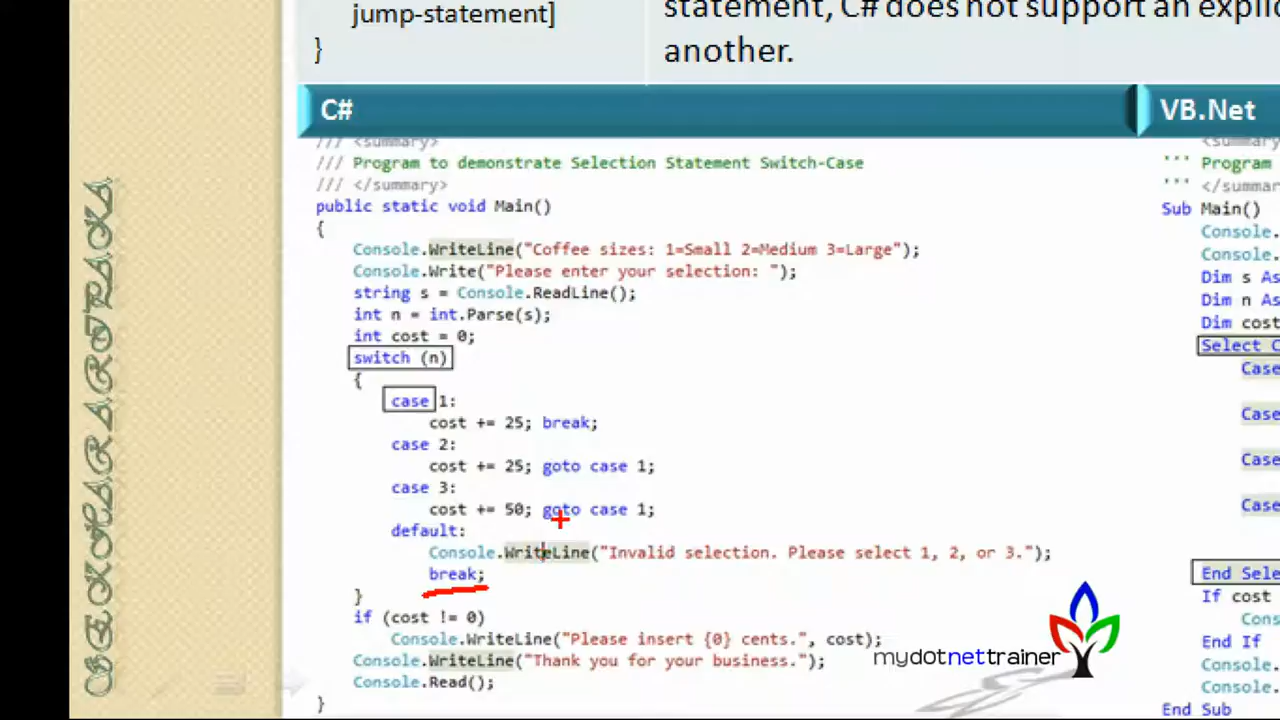 jump-statement]
}
statement, C# does not support an explic
another.
C#
/// <summary>
/// Program to demonstrate Selection Statement Switch-Case
/// </summary>
public static void Main()
{
Console.WriteLine("Coffee sizes: 1=Small 2=Medium 3=Large");
Console.Write("Please enter your selection: ");
string s = Console.ReadLine();
int n = int.Parse(s);
int cost = 0;
switch (n)
{
case 1:
cost += 25; break;
case 2:
cost += 25; goto case 1;
case 3:
cost += 50; goto case 1;
default:
Console.WriteLine("Invalid selection. Please select 1, 2, or 3.");
break;
}
if (cost != 0)
Console.WriteLine("Please insert {0} cents.", cost);
Console.WriteLine("Thank you for your business.");
Console.Read();
}
VB.Net
''' <summary>
''' Program
''' </summar
Sub Main()
Console.
Console.
Dim s As
Dim n As
Dim cost
Select C
Case
Case
Case
Case
End Sele
If cost
Cons
End If
Console.
Console.
End Sub
mydotnettrainer